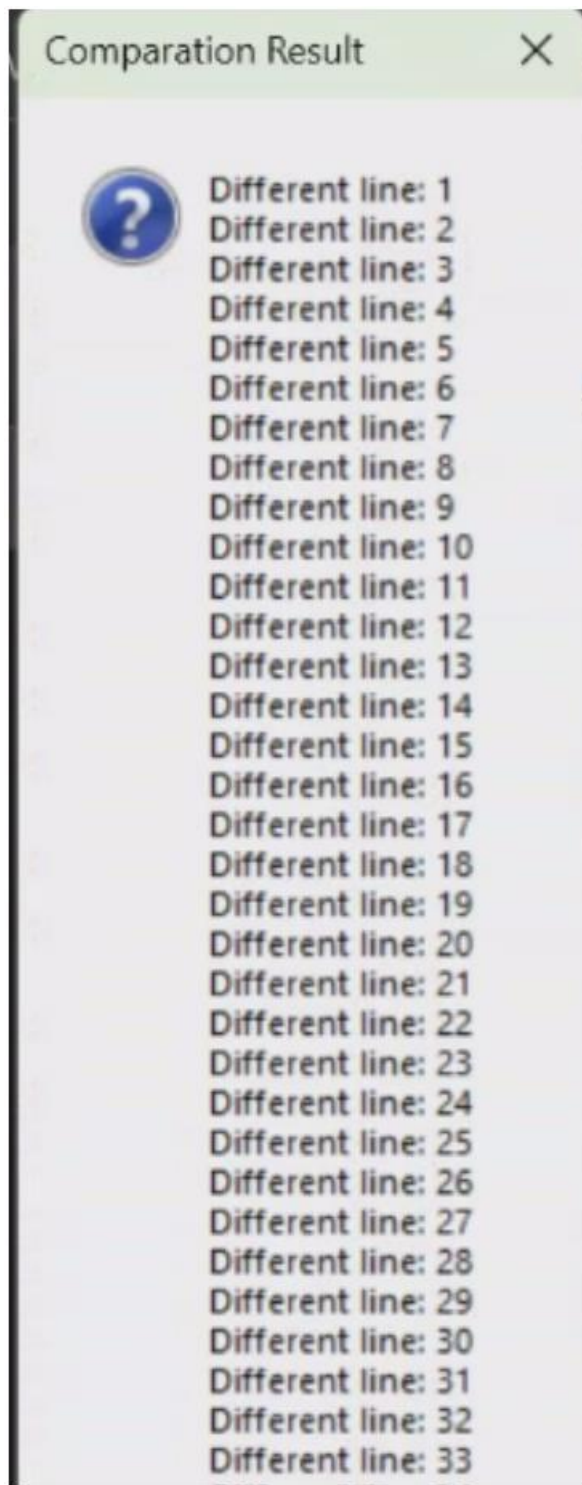 Comparation Result
Different line: 1
Different line: 2
Different line: 3
Different line: 4
Different line: 5
Different line: 6
Different line: 7
Different line: 8
Different line: 9
Different line: 10
Different line: 11
Different line: 12
Different line: 13
Different line: 14
Different line: 15
Different line: 16
Different line: 17
Different line: 18
Different line: 19
Different line: 20
Different line: 21
Different line: 22
Different line: 23
Different line: 24
Different line: 25
Different line: 26
Different line: 27
Different line: 28
Different line: 29
Different line: 30
Different line: 31
Different line: 32
Different line: 33